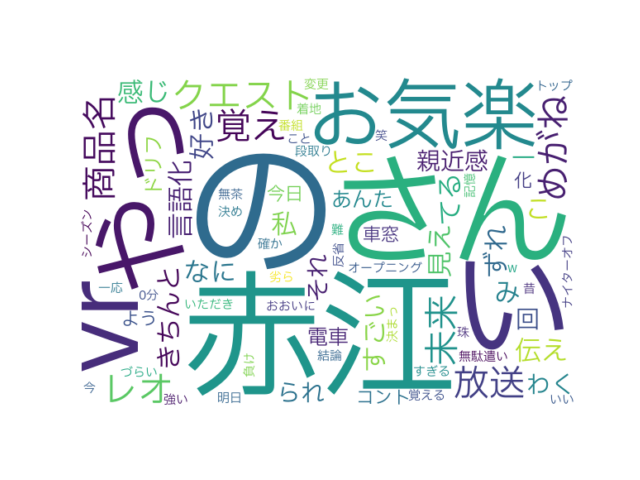 感じ
クエスト
変更
着地
お気楽
トップ
商品名
やつ
の
さん
い
赤江
vr
ドリフ
好き
覚え
番組
こと
笑
段取り
とこ
親近感
一
化
めがね
言語化
無茶
決め
今日
私
あんた
見えてる
記憶
こ
シーズン
きちんと
なに
それ
確か
難
反省
車窓
オープニング
ずれ
み
w
昔
ナイターオフ
一応
0分
よう
いただき
おおいに
劣ら
電車
すごい
決まっ
未来
珠
回
伝え
無駄遣い
今
づらい
レオ
強い
明日
負け
られ
結論
コント
すぎる
覚える
放送
わく
いい